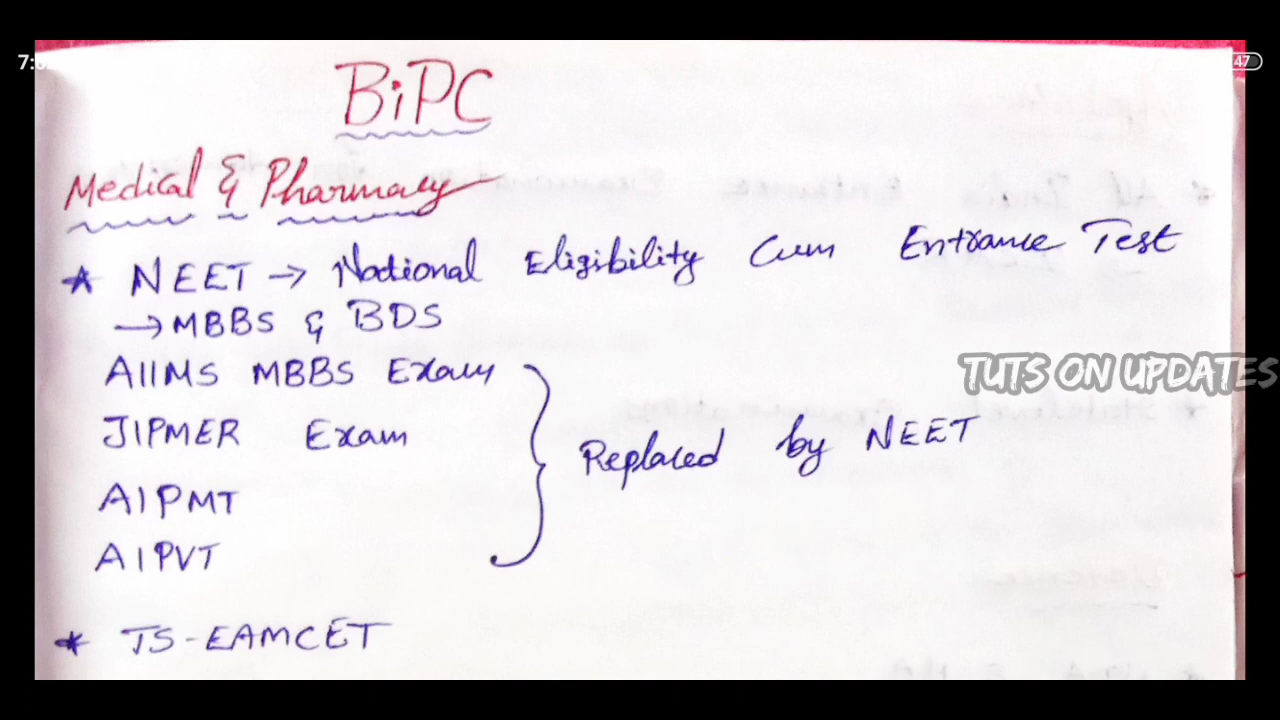 BiPC
Medical & Pharmacy
* NEET → National Eligibility Cum Entrance Test
→ MBBS & BDS
AIIMS MBBS Exam
JIPMER Exam
AIPMT
AIPVT
Replaced by NEET
* TS-EAMCET
TUTS ON UPDATES
47